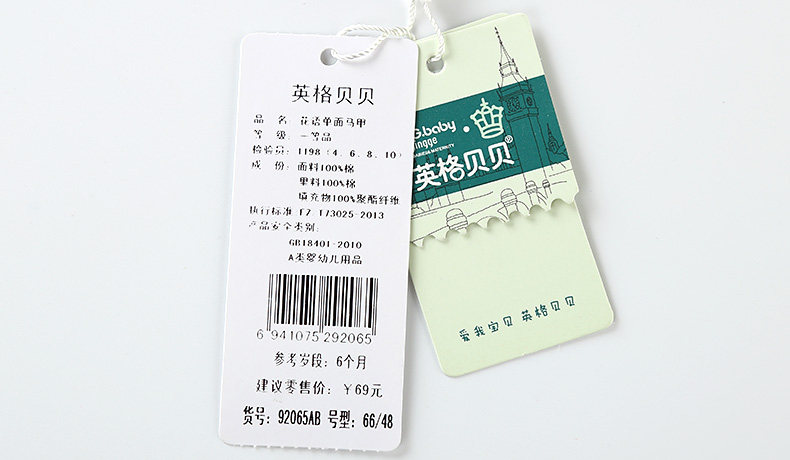 英格贝贝
品 名: 花语单面马甲
等 级: 一等品
检验员: 1198 (4、6、8、10)
成 份: 面料100%棉
里料100%棉
填充物100%聚酯纤维
执行标准 FZ T73025-2013
产品安全类别:
GB18401-2010
A类婴幼儿用品
6 941075 292065
参考岁段: 6个月
建议零售价: ¥69元
货号: 92065AB 号型: 66/48
G.baby
ingge
BABIES& MATERNITY
英格贝贝®
爱我宝贝 英格贝贝